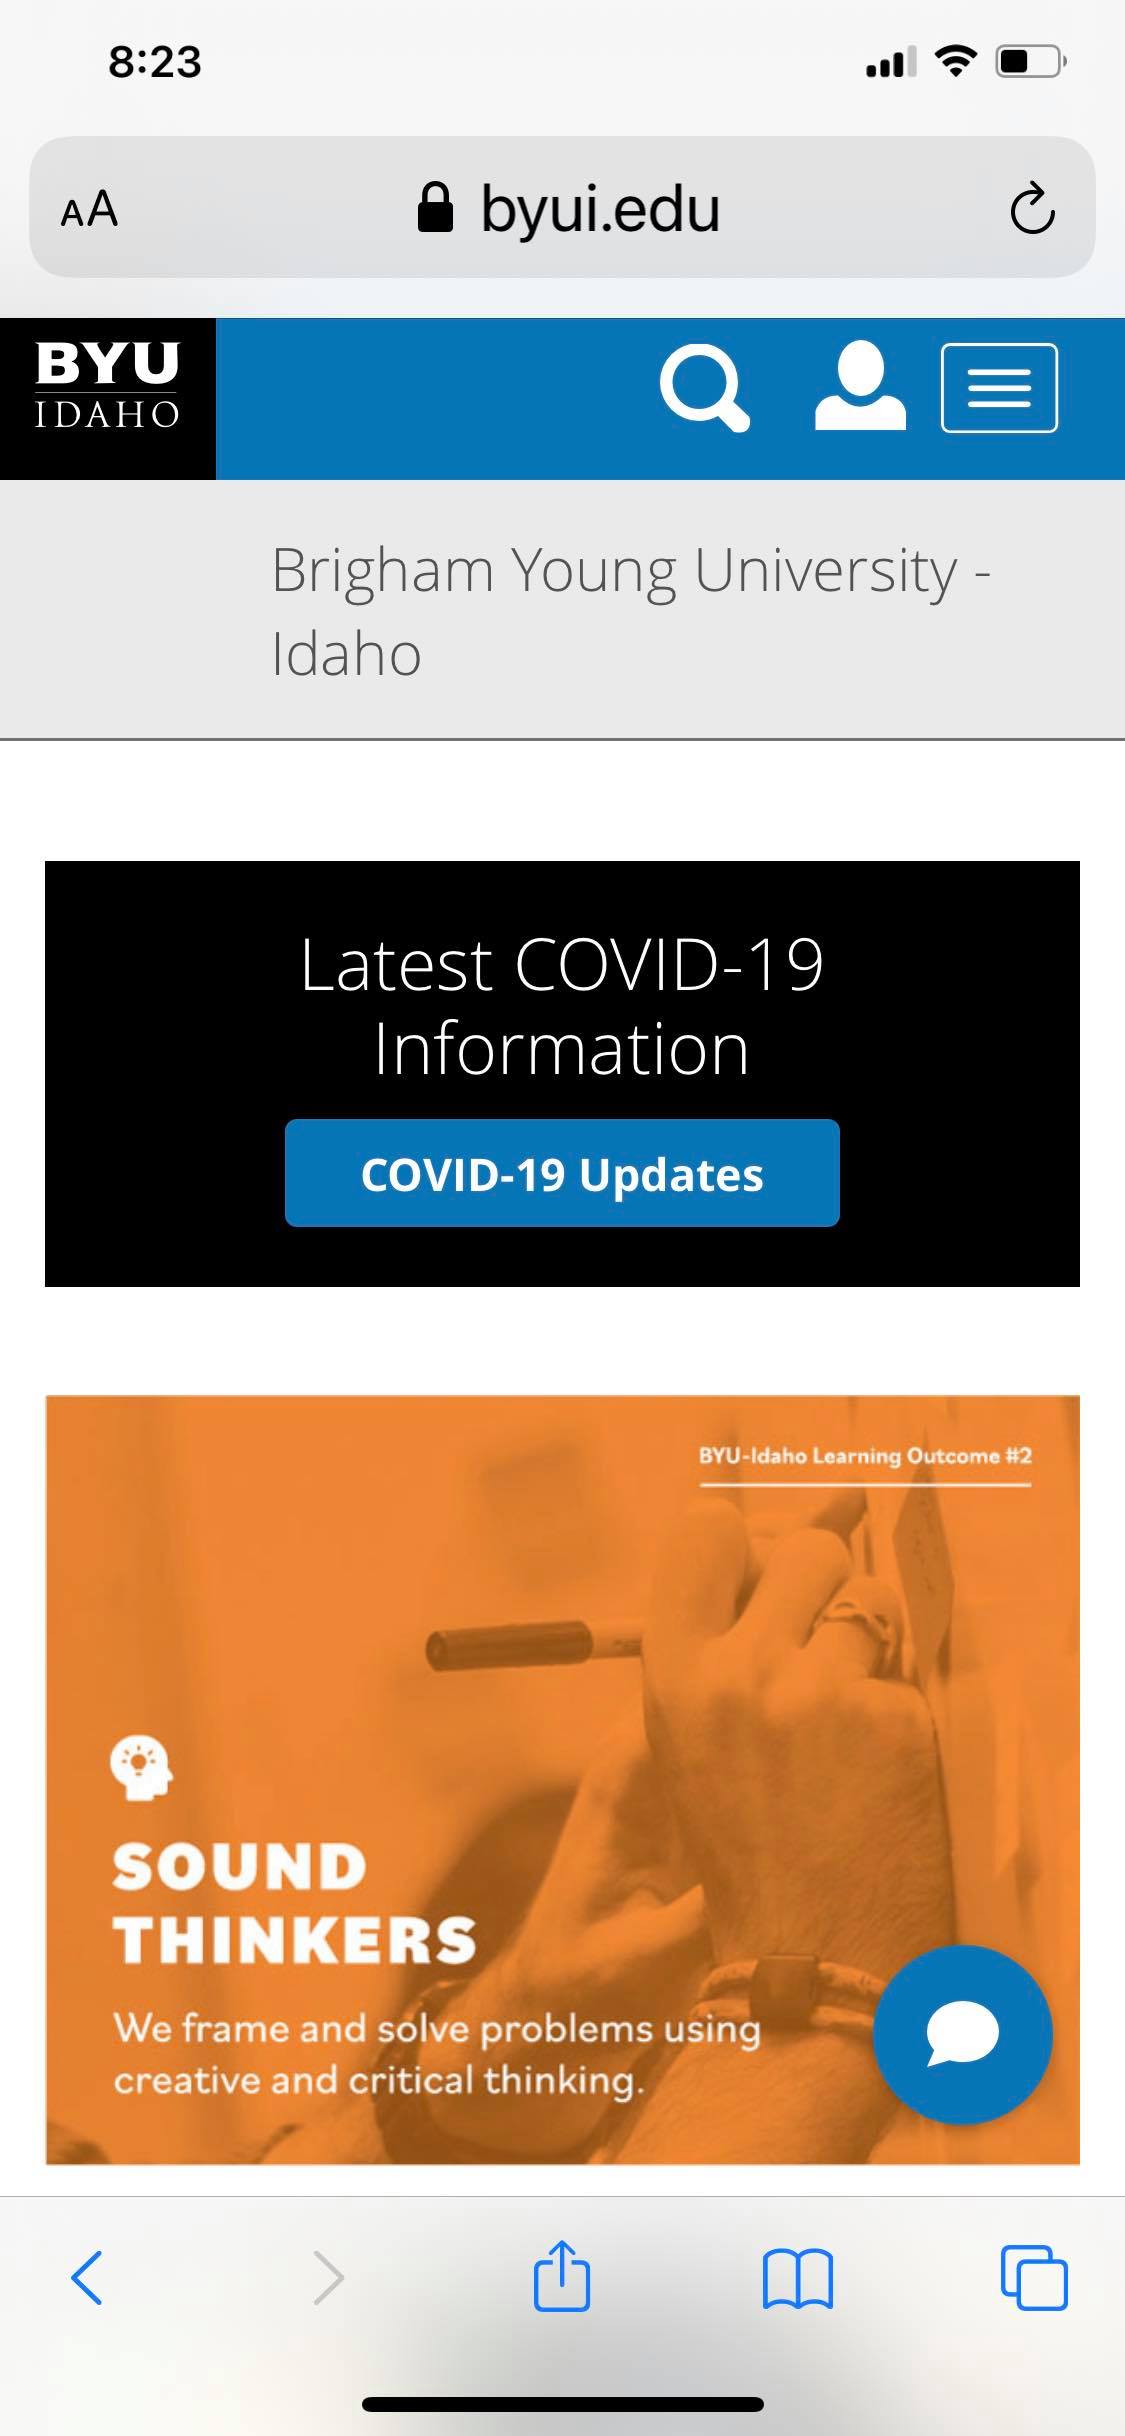 8:23
AA
byui.edu
BYU
IDAHO
Brigham Young University -
Idaho
Latest COVID-19
Information
COVID-19 Updates
BYU-Idaho Learning Outcome #2
SOUND
THINKERS
We frame and solve problems using
creative and critical thinking.